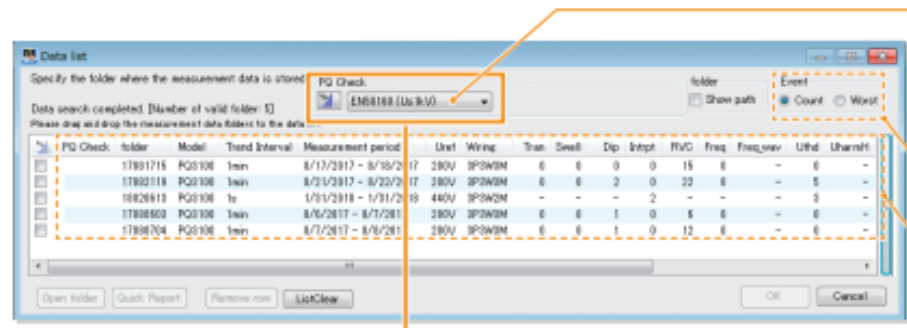 Data list
Specify the folder where the measurement data is stored
PQ Check
EN50160 (Us:1kV)
folder
Show path
Event
Count
Worst
Data search completed. [Number of valid folder: 5]
Please drag and drop the measurement data folders to the data
PQ Check folder Model Trend Interval Measurement period Uref Wiring Tran Swell Dip Intrpt RVC Freq Freq_wav Uthd UharmH
17081715 PQ3100 1min 8/17/2017 - 8/18/2017 200V 3P3W3M 0 0 0 0 15 0 - 0
17082119 PQ3100 1min 8/21/2017 - 8/22/2017 200V 3P3W3M 0 0 2 0 22 0 - 5
PQ3100 1s 1/31/2018 - 1/31/2018 440V 3P3W2M - - - 2 - - - 3
PQ3100 1min 8/6/2017 - 8/7/201 200V 3P3W3M 0 0 1 0 0 - 0
17080704 PQ3100 1min 8/7/2017 - 8/8/201 200V 3P3W3M 0 0 1 0 12 0 - 0
Open folder
Quick Report
Remove row
ListClear
OK
Cancel